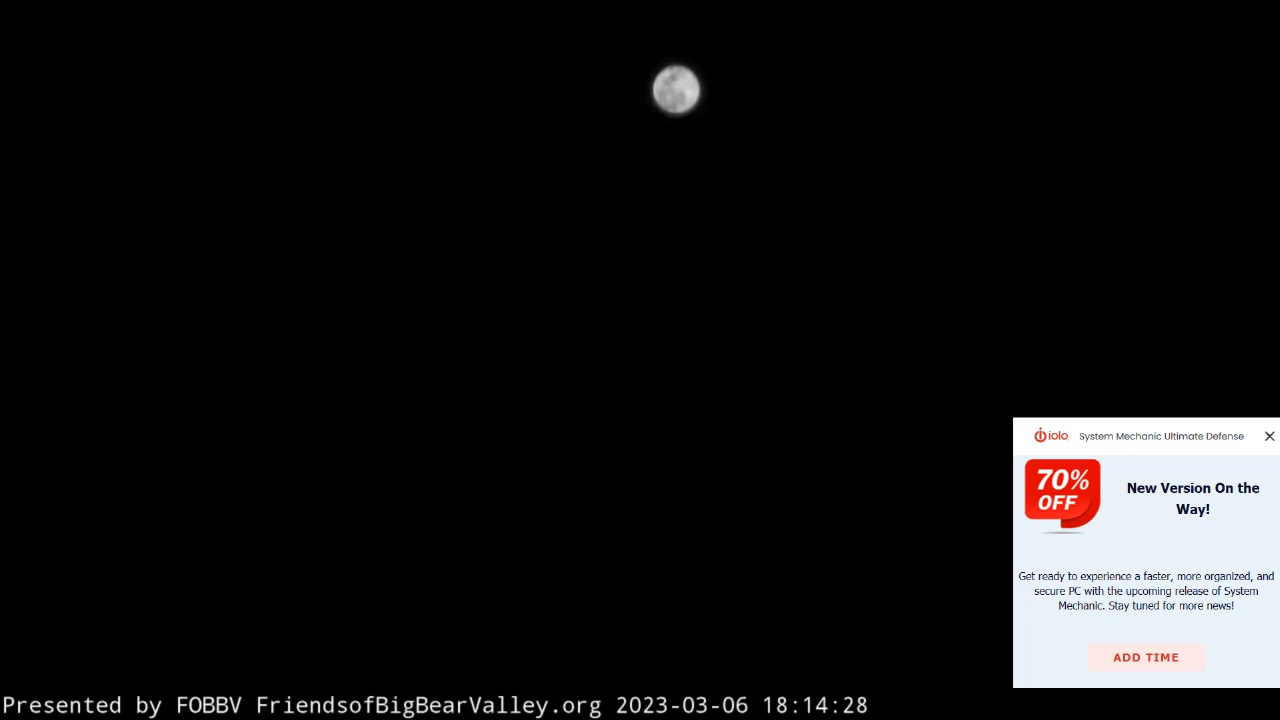 iolo System Mechanic Ultimate Defense
70%
OFF
New Version On the
Way!
Get ready to experience a faster, more organized, and
secure PC with the upcoming release of System
Mechanic. Stay tuned for more news!
ADD TIME
Presented by FOBBV FriendsofBigBearValley.org 2023-03-06 18:14:28